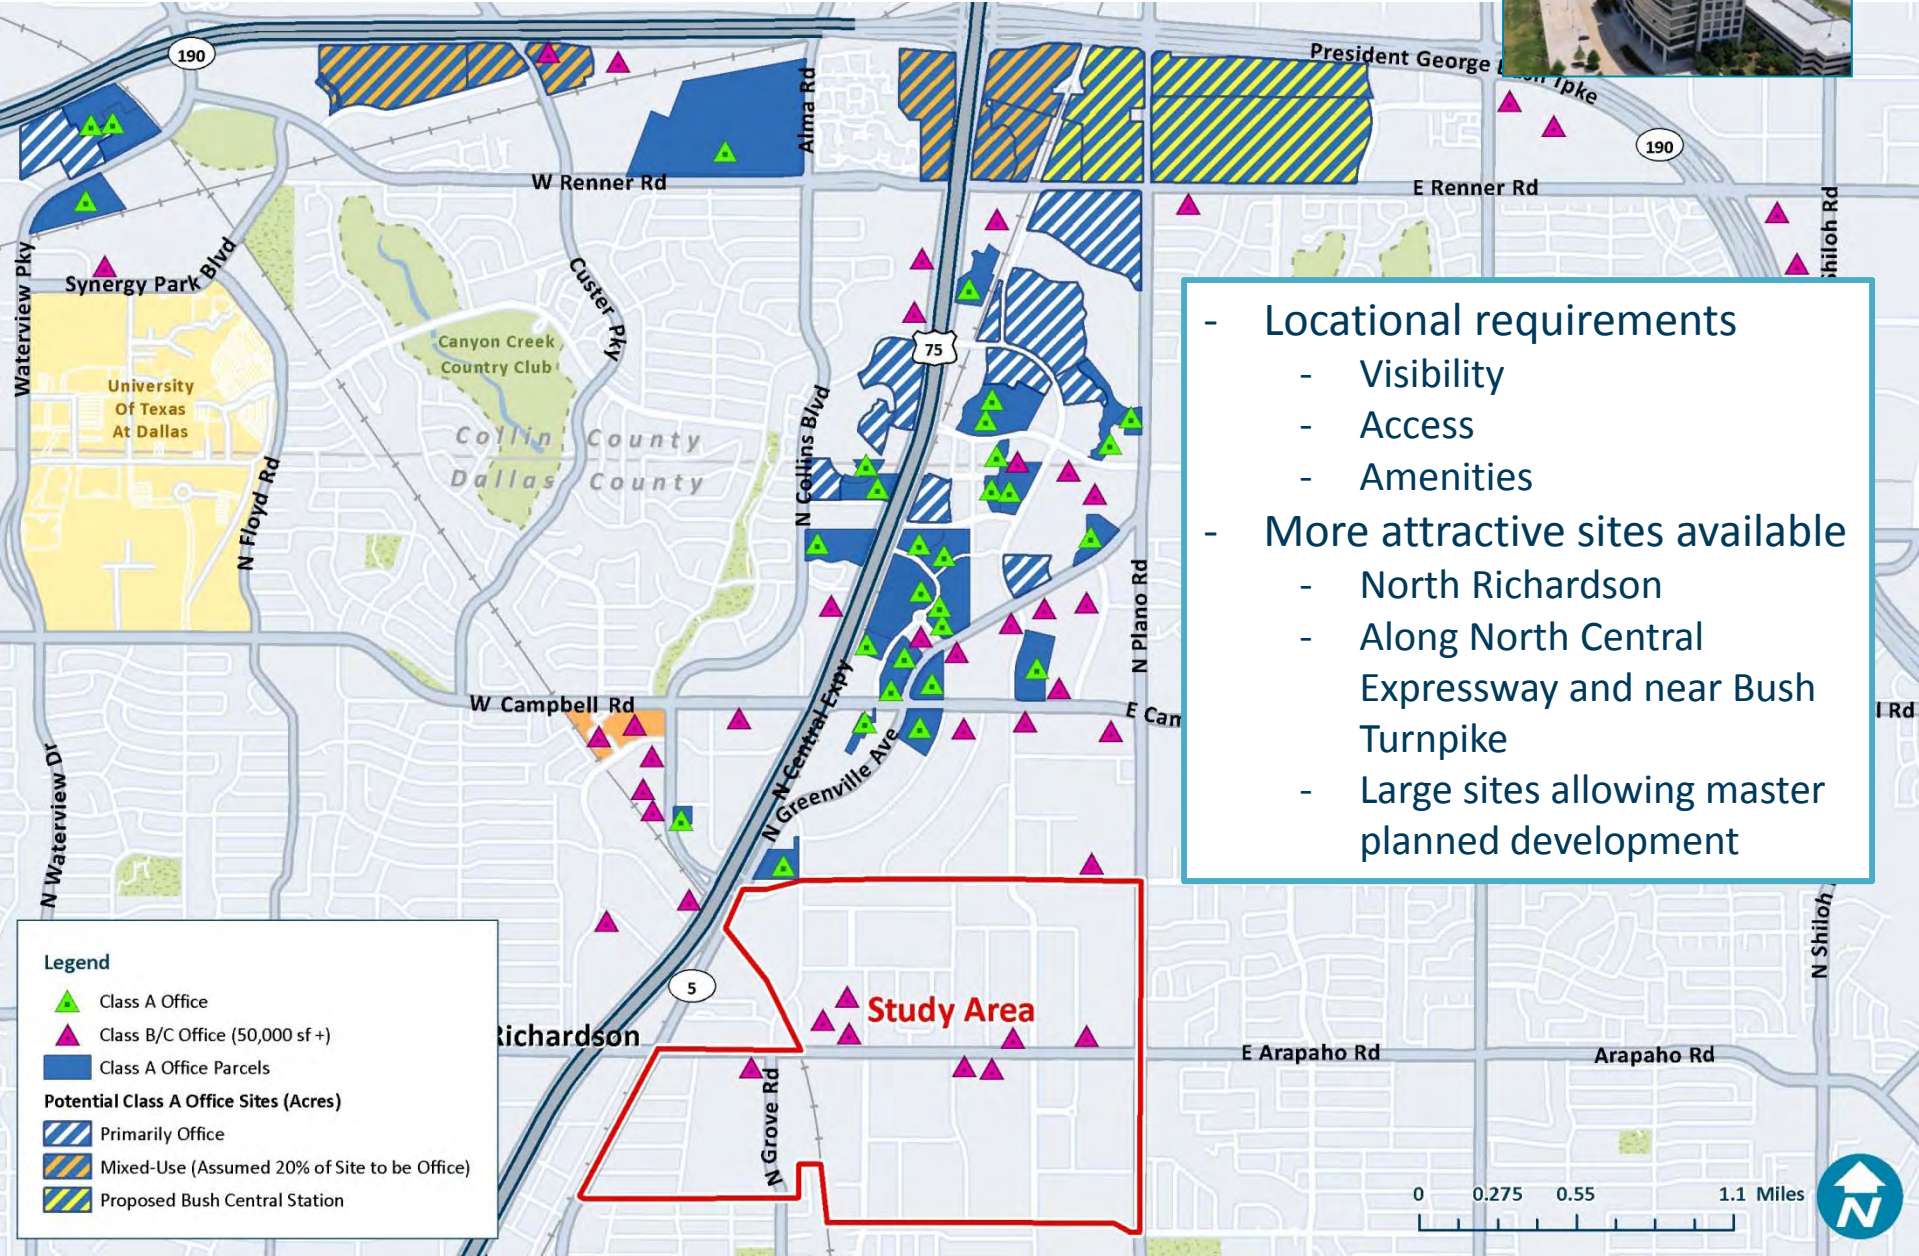 190
President George
Tpke
190
Alma Rd
W Renner Rd
E Renner Rd
Shiloh Rd
Waterview Pky
Synergy Park Blvd
Custer Pky
Canyon Creek
Country Club
75
University
Of Texas
At Dallas
Collin County
Dallas County
N Collins Blvd
N Floyd Rd
N Plano Rd
- Locational requirements
- Visibility
- Access
- Amenities
- More attractive sites available
- North Richardson
- Along North Central
Expressway and near Bush
Turnpike
- Large sites allowing master
planned development
W Campbell Rd
E Cam
l Rd
N Central Expy
N Greenville Ave
N Waterview Dr
N Shiloh
5
Study Area
Richardson
E Arapaho Rd
Arapaho Rd
N Grove Rd
Legend
Class A Office
Class B/C Office (50,000 sf +)
Class A Office Parcels
Potential Class A Office Sites (Acres)
Primarily Office
Mixed-Use (Assumed 20% of Site to be Office)
Proposed Bush Central Station
0 0.275 0.55 1.1 Miles
N